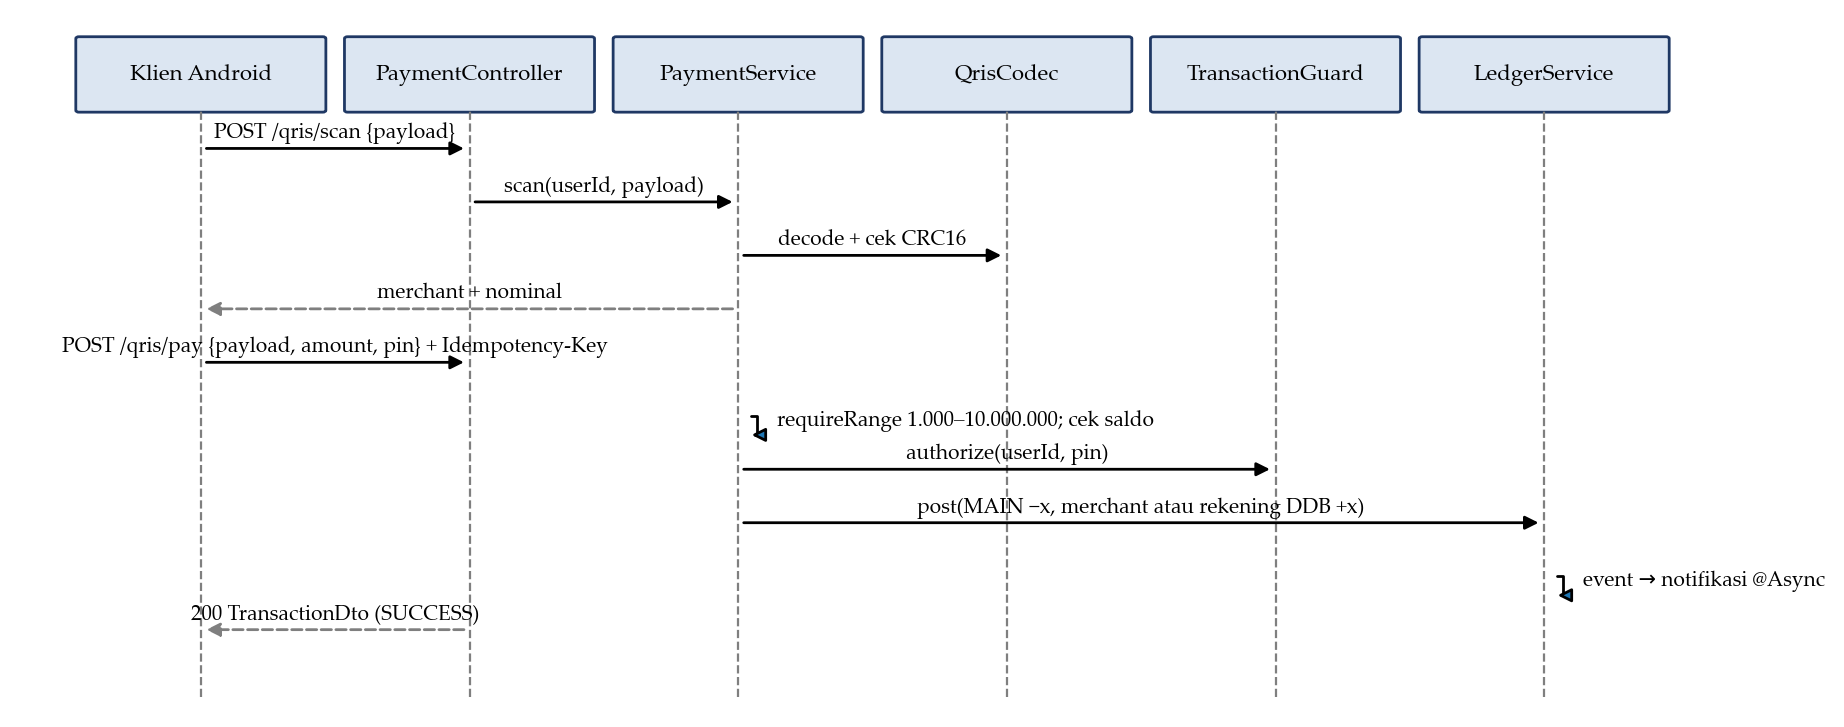 Klien Android
PaymentController
PaymentService
QrisCodec
TransactionGuard
LedgerService
POST /qris/scan {payload}
scan(userId, payload)
decode + cek CRC16
merchant + nominal
POST /qris/pay {payload, amount, pin} + Idempotency-Key
requireRange 1.000–10.000.000; cek saldo
authorize(userId, pin)
post(MAIN −x, merchant atau rekening DDB +x)
event → notifikasi @Async
200 TransactionDto (SUCCESS)